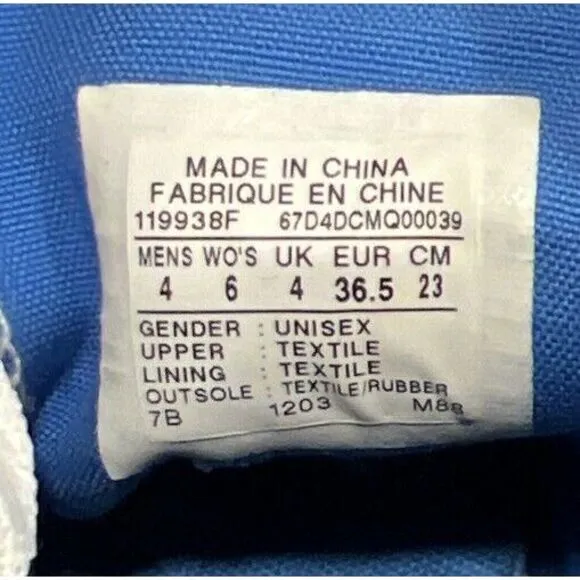 MADE IN CHINA
FABRIQUE EN CHINE
119938F 67D4DCMQ00039
MENS WO'S UK EUR CM
4 6 4 36.5 23
GENDER : UNISEX
UPPER : TEXTILE
LINING : TEXTILE
OUTSOLE : TEXTILE/RUBBER
7B 1203 M8B